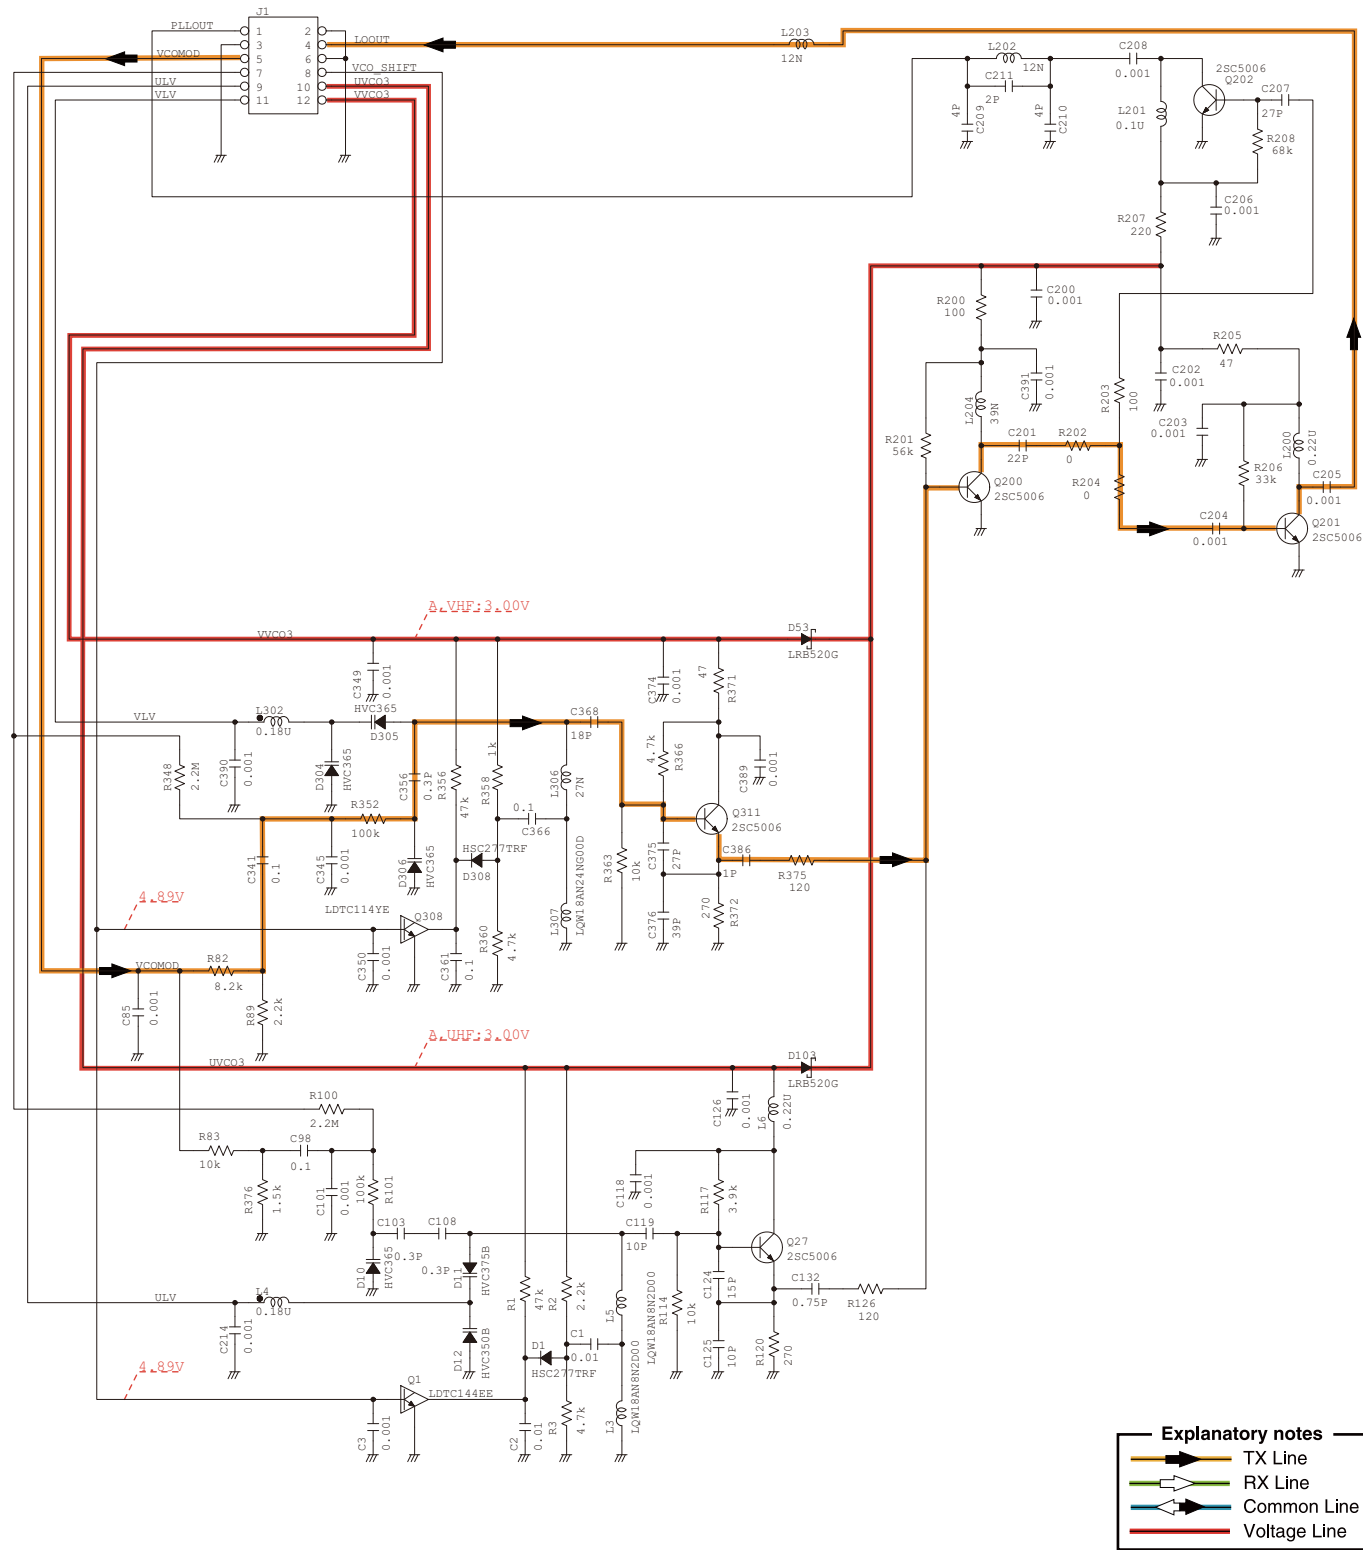 J1
PLLOUT 1 2
3 4 LOOUT
VCOMOD 5 6
7 8 VCO_SHIFT
ULV 9 10 UVCO3
VLV 11 12 VVCO3
L203
12N
L202
12N
C211
2P
4P
C209
4P
C210
C208
0.001
2SC5006
Q202
C207
27P
L201
0.1U
R208
68k
C206
0.001
R207
220
R200
100
C200
0.001
C391
0.001
L204
39N
R201
56k
C201
22P
R202
0
R203
100
R204
0
C202
0.001
R205
47
C203
0.001
L200
0.22U
R206
33k
C205
0.001
Q200
2SC5006
C204
0.001
Q201
2SC5006
A,VHF:3.00V
VVCO3
D53
LRB520G
C349
0.001
C374
0.001
47
R371
VLV
L302
0.18U
HVC365
D305
C368
18P
R348
2.2M
C390
0.001
D304
HVC365
C356
0.3P
R356
47k
R358
1k
L306
27N
4.7k
R366
C389
0.001
R352
100k
0.1
C366
Q311
2SC5006
C341
0.1
C345
0.001
D306
HVC365
HSC277TRF
D308
R363
10k
C375
27P
C386
1P
R375
120
L307
LQW18AN24NG00D
C376
39P
270
R372
4.89V
LDTC114YE
Q308
C350
0.001
C361
0.1
R360
4.7k
VCOMOD
R82
8.2k
C85
0.001
R89
2.2k
A,UHF:3.00V
UVCO3
D103
LRB520G
C126
0.001
L6
0.22U
R100
2.2M
R83
10k
C98
0.1
R376
1.5k
C101
0.001
100k
R101
C118
0.001
R117
3.9k
C103
0.3P
C108
0.3P
C119
10P
D10
HVC365
D11
HVC375B
Q27
2SC5006
C124
15P
C132
0.75P
R126
120
ULV
L4
0.18U
C214
0.001
D12
HVC350B
R1
47k
R2
2.2k
L5
LQW18AN8N2D00
R114
10k
C125
10P
R120
270
C1
0.01
D1
HSC277TRF
L3
LQW18AN8N2D00
4.89V
Q1
LDTC144EE
C3
0.001
C2
0.01
R3
4.7k
Explanatory notes
TX Line
RX Line
Common Line
Voltage Line